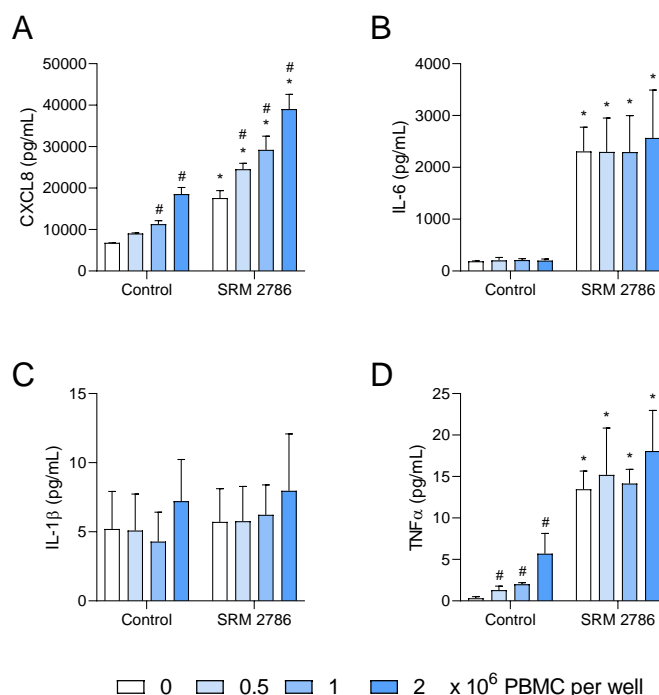 A
CXCL8 (pg/mL)
50000
40000
30000
20000
10000
0
#
#
*
#
*
#
*
#
*
Control
SRM 2786
B
IL-6 (pg/mL)
4000
3000
2000
1000
0
* * * *
Control
SRM 2786
C
IL-1β (pg/mL)
15
10
5
0
Control
SRM 2786
D
TNFα (pg/mL)
25
20
15
10
5
0
# # #
* * * *
Control
SRM 2786
0 0.5 1 2 x 10⁶ PBMC per well